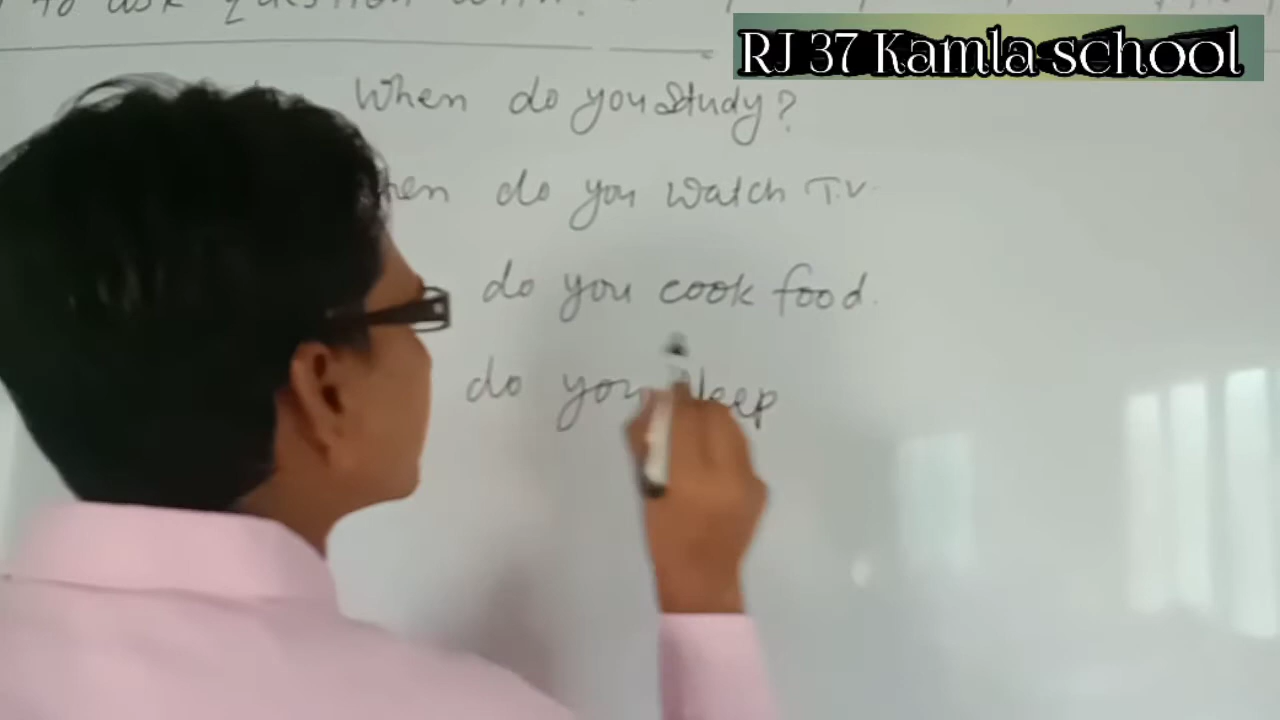 to ask question with.
RJ 37 Kamla school
When do you study?
do you watch T.V.
do you cook food.
do you sleep